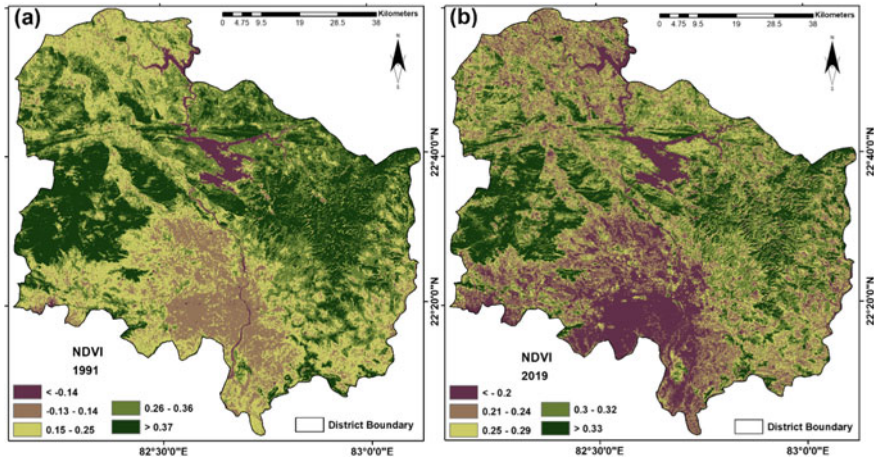 (a)
Kilometers
0 4.75 9.5 19 28.5 38
N
22°40'0"N
22°20'0"N
NDVI
1991
< -0.14
-0.13 - 0.14
0.15 - 0.25
0.26 - 0.36
> 0.37
District Boundary
82°30'0"E 83°0'0"E
(b)
Kilometers
0 4.75 9.5 19 28.5 38
N
22°40'0"N
22°20'0"N
NDVI
2019
< - 0.2
0.21 - 0.24
0.25 - 0.29
0.3 - 0.32
> 0.33
District Boundary
82°30'0"E 83°0'0"E